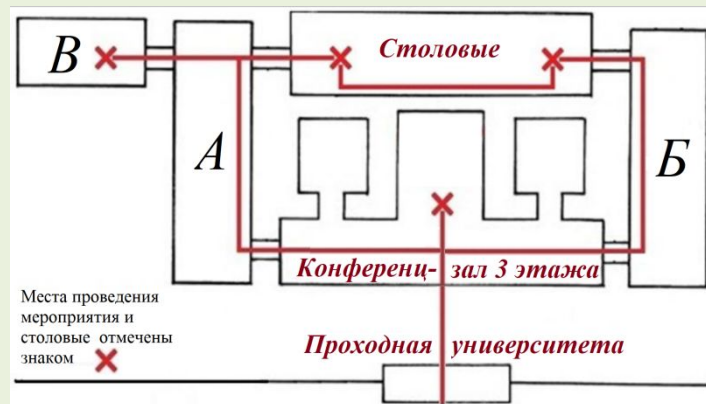 В
Столовые
А
Б
Конференц- зал 3 этажа
Места проведения
мероприятия и
столовые отмечены
знаком
Проходная университета